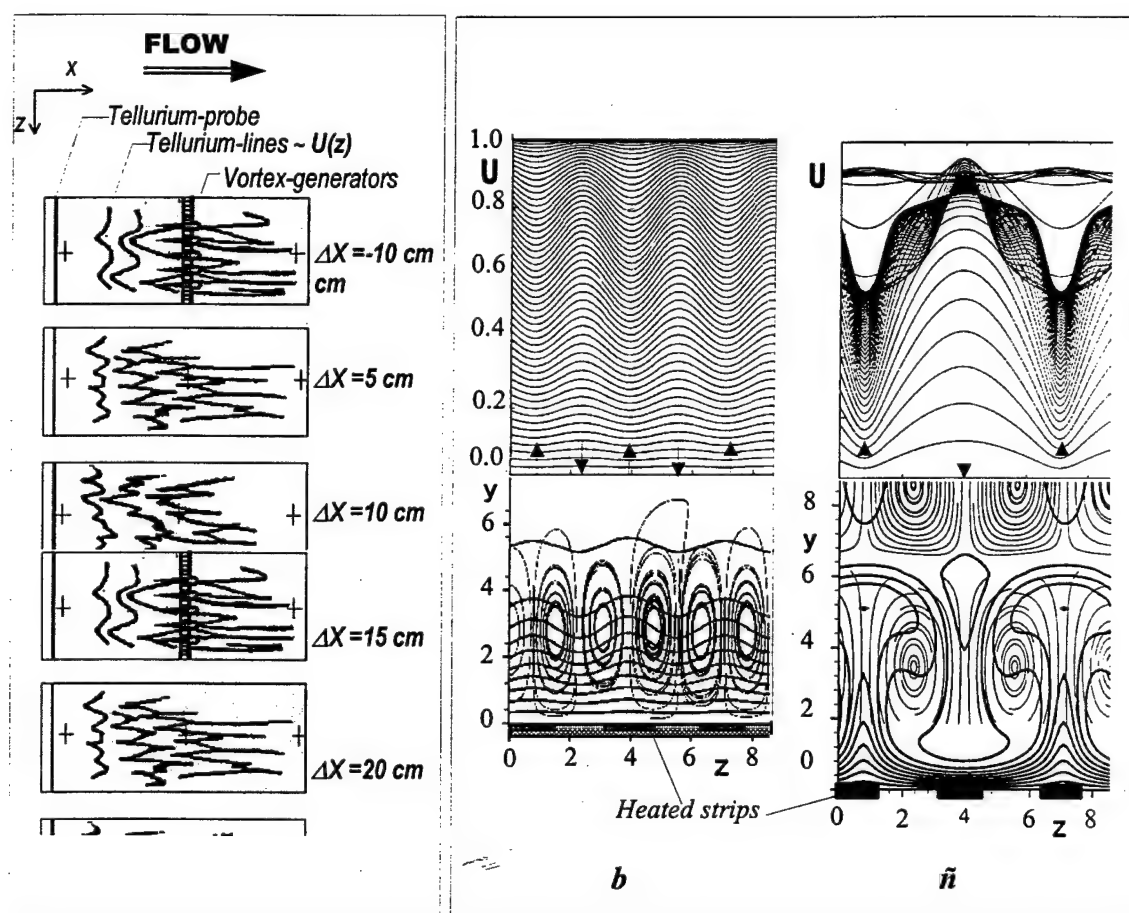 FLOW
x
z
Tellurium-probe
Tellurium-lines ~ U(z)
Vortex-generators
ΔX =-10 cm
cm
ΔX =5 cm
ΔX =10 cm
ΔX =15 cm
ΔX =20 cm
1.0
U
0.8
0.6
0.4
0.2
0.0
y
6
4
2
0
0 2 4 6 8
z
U
8
y
6
4
2
0
0 2 4 6 8
z
Heated strips
b
ñ